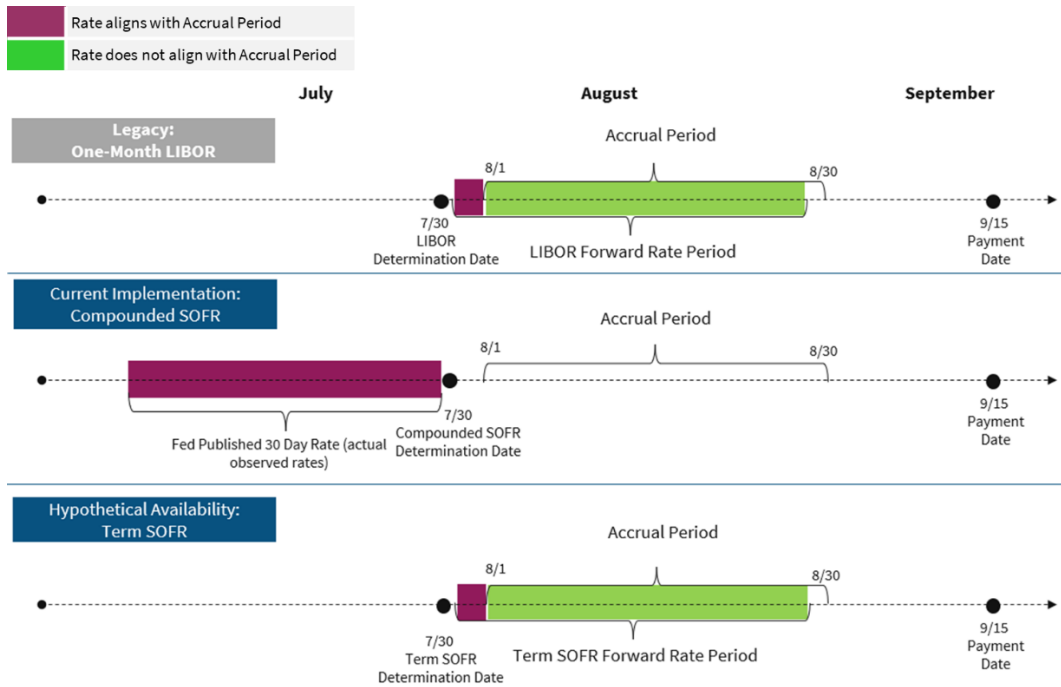 Rate aligns with Accrual Period
Rate does not align with Accrual Period
July
August
September
Legacy:
One-Month LIBOR
Accrual Period
8/1
8/30
7/30
LIBOR
Determination Date
LIBOR Forward Rate Period
9/15
Payment
Date
Current Implementation:
Compounded SOFR
Accrual Period
8/1
8/30
7/30
Compounded SOFR
Determination Date
Fed Published 30 Day Rate (actual
observed rates)
9/15
Payment
Date
Hypothetical Availability:
Term SOFR
Accrual Period
8/1
8/30
7/30
Term SOFR
Determination Date
Term SOFR Forward Rate Period
9/15
Payment
Date